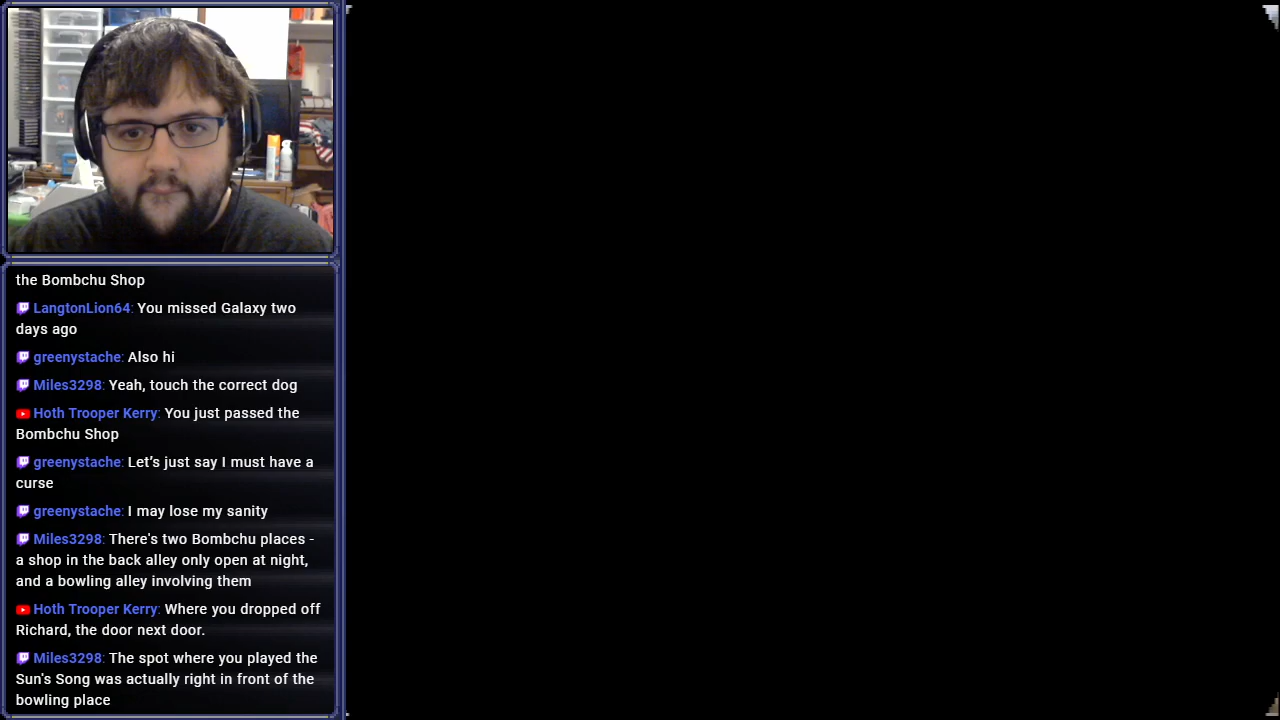 the Bombchu Shop
LangtonLion64: You missed Galaxy two
days ago
greenystache: Also hi
Miles3298: Yeah, touch the correct dog
Hoth Trooper Kerry: You just passed the
Bombchu Shop
greenystache: Let’s just say I must have a
curse
greenystache: I may lose my sanity
Miles3298: There's two Bombchu places -
a shop in the back alley only open at night,
and a bowling alley involving them
Hoth Trooper Kerry: Where you dropped off
Richard, the door next door.
Miles3298: The spot where you played the
Sun's Song was actually right in front of the
bowling place